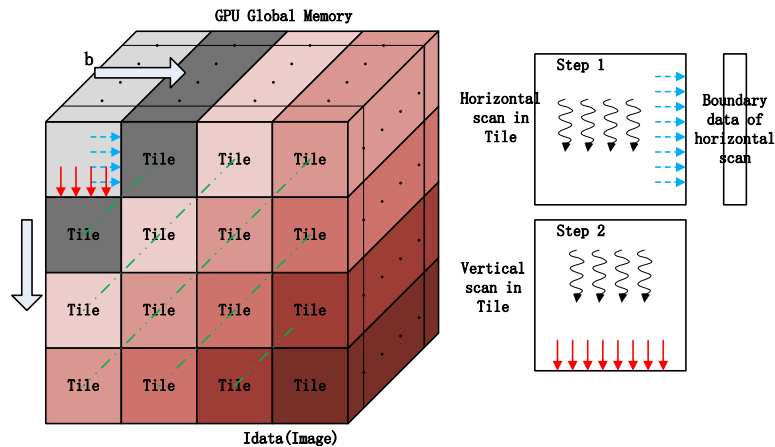 GPU Global Memory
b
Tile Tile Tile
Tile Tile Tile Tile
Tile Tile Tile Tile
Tile Tile Tile Tile
Idata(Image)
Horizontal
scan in
Tile
Step 1
Boundary
data of
horizontal
scan
Vertical
scan in
Tile
Step 2